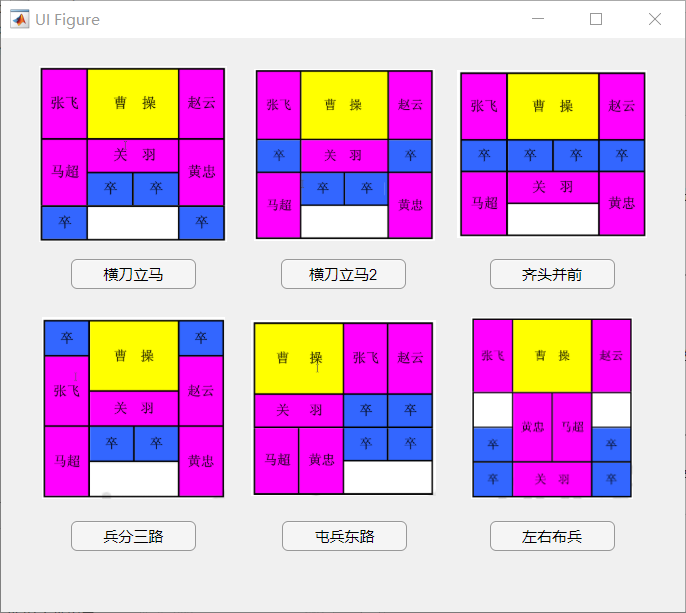 UI Figure
张飞 曹 操 赵云
马超 关 羽 黄忠
卒 卒
卒 卒
横刀立马
张飞 曹 操 赵云
卒 关 羽 卒
马超 卒 卒 黄忠
横刀立马2
张飞 曹 操 赵云
卒 卒 卒 卒
马超 关 羽 黄忠
齐头并前
卒 曹 操 卒
张飞 关 羽 赵云
马超 卒 卒 黄忠
兵分三路
曹 操 张飞 赵云
关 羽 卒 卒
马超 黄忠 卒 卒
屯兵东路
张飞 曹 操 赵云
黄忠 马超
卒 卒
卒 关 羽 卒
左右布兵